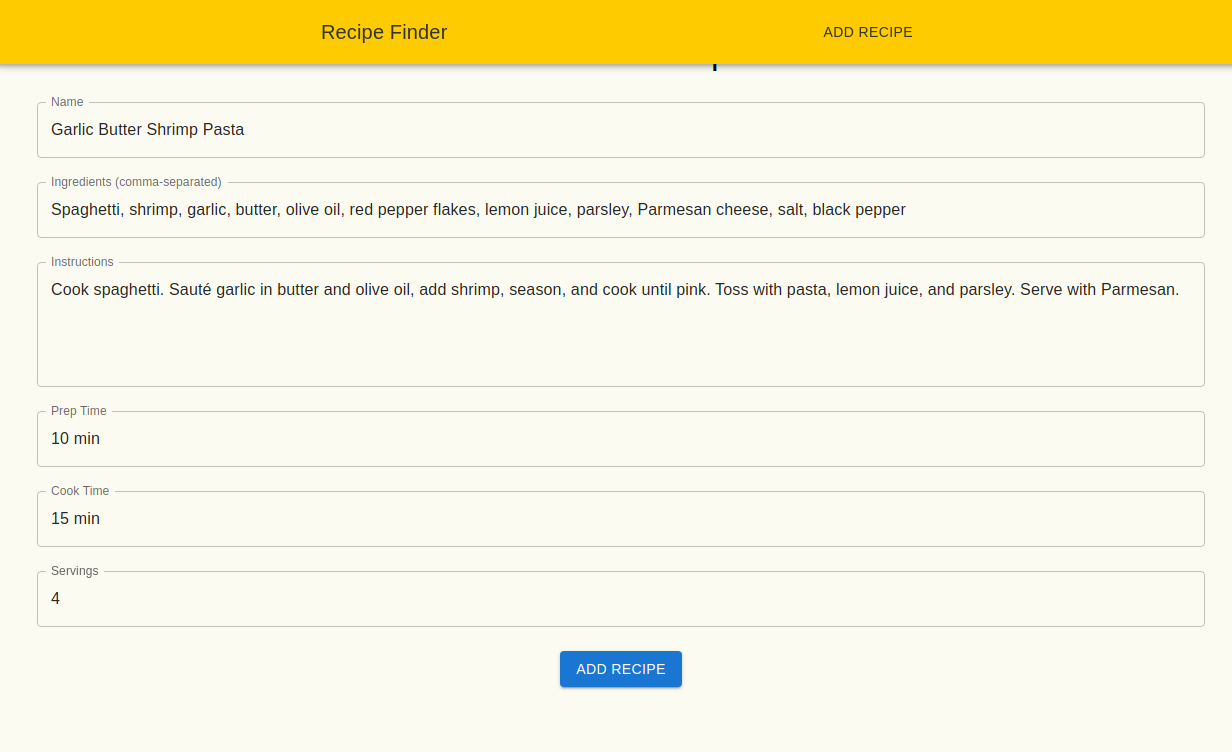 Recipe Finder
ADD RECIPE
Name
Garlic Butter Shrimp Pasta
Ingredients (comma-separated)
Spaghetti, shrimp, garlic, butter, olive oil, red pepper flakes, lemon juice, parsley, Parmesan cheese, salt, black pepper
Instructions
Cook spaghetti. Sauté garlic in butter and olive oil, add shrimp, season, and cook until pink. Toss with pasta, lemon juice, and parsley. Serve with Parmesan.
Prep Time
10 min
Cook Time
15 min
Servings
4
ADD RECIPE